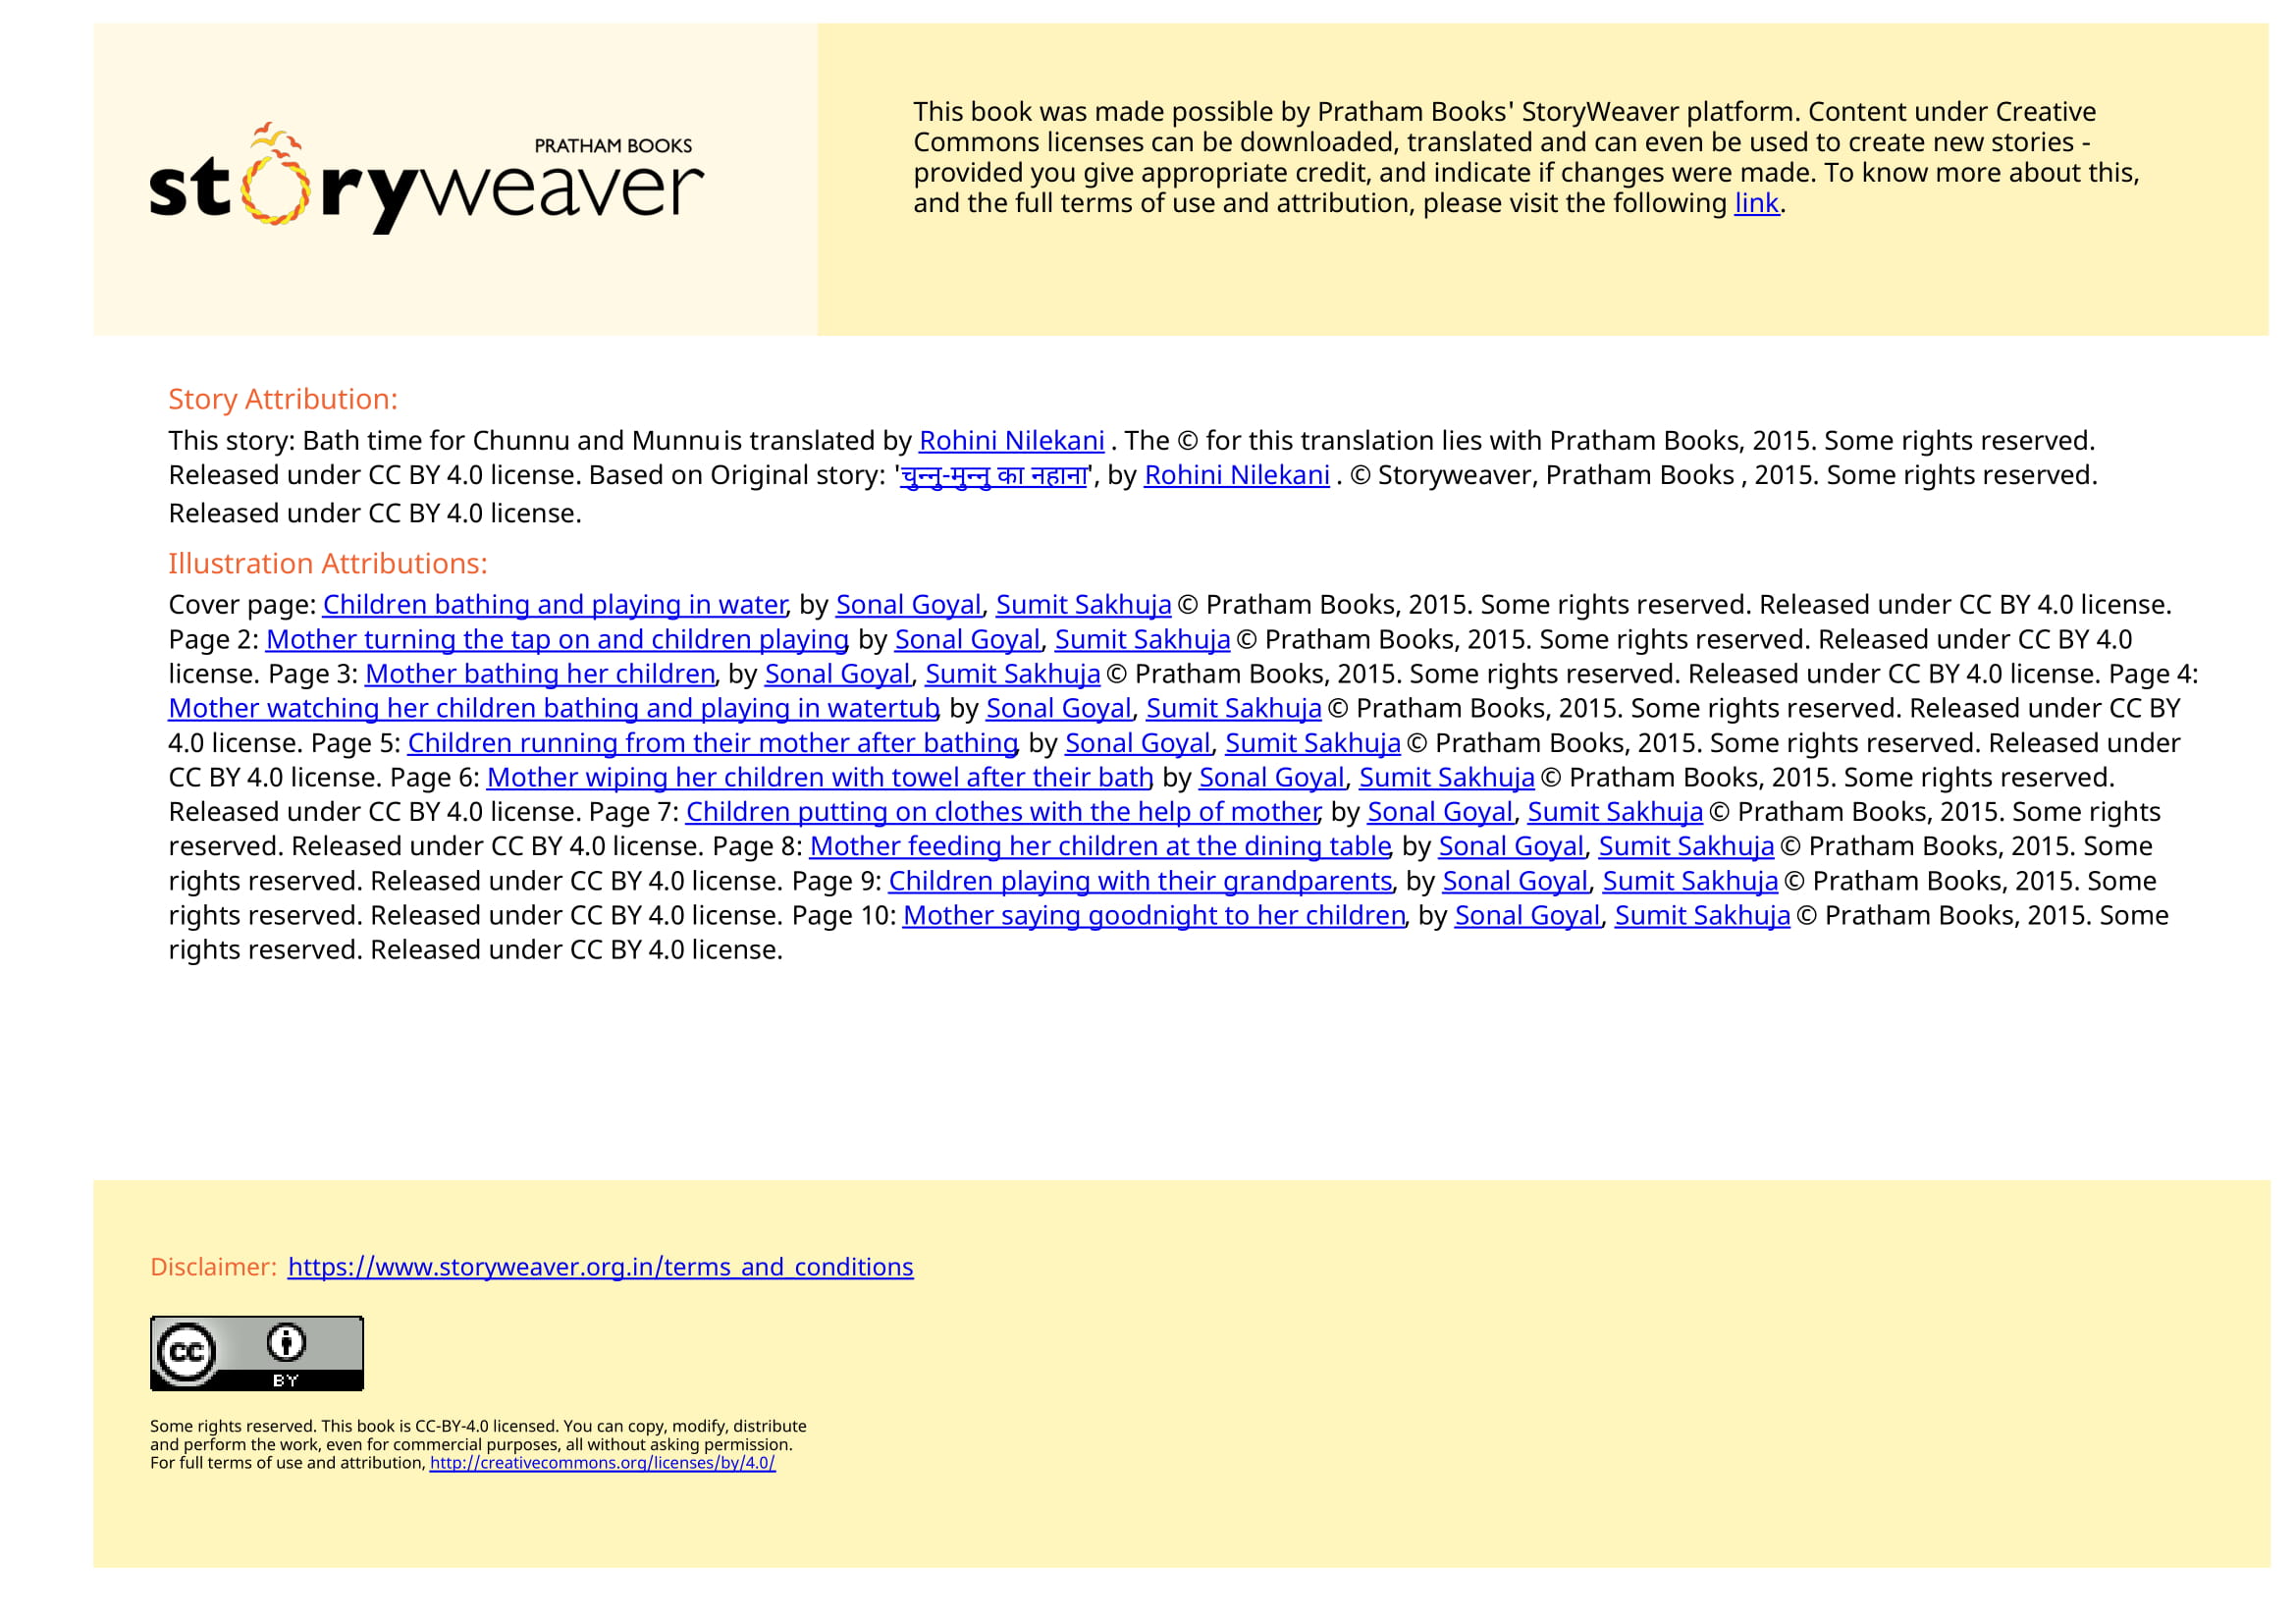 PRATHAM BOOKS
storyweaver
This book was made possible by Pratham Books' StoryWeaver platform. Content under Creative
Commons licenses can be downloaded, translated and can even be used to create new stories -
provided you give appropriate credit, and indicate if changes were made. To know more about this,
and the full terms of use and attribution, please visit the following link.
Story Attribution:
This story: Bath time for Chunnu and Munnu is translated by Rohini Nilekani . The © for this translation lies with Pratham Books, 2015. Some rights reserved.
Released under CC BY 4.0 license. Based on Original story: 'चुन्नु-मुन्नु का नहाना', by Rohini Nilekani . © Storyweaver, Pratham Books , 2015. Some rights reserved.
Released under CC BY 4.0 license.
Illustration Attributions:
Cover page: Children bathing and playing in water, by Sonal Goyal, Sumit Sakhuja © Pratham Books, 2015. Some rights reserved. Released under CC BY 4.0 license.
Page 2: Mother turning the tap on and children playing, by Sonal Goyal, Sumit Sakhuja © Pratham Books, 2015. Some rights reserved. Released under CC BY 4.0
license. Page 3: Mother bathing her children, by Sonal Goyal, Sumit Sakhuja © Pratham Books, 2015. Some rights reserved. Released under CC BY 4.0 license. Page 4:
Mother watching her children bathing and playing in watertub, by Sonal Goyal, Sumit Sakhuja © Pratham Books, 2015. Some rights reserved. Released under CC BY
4.0 license. Page 5: Children running from their mother after bathing, by Sonal Goyal, Sumit Sakhuja © Pratham Books, 2015. Some rights reserved. Released under
CC BY 4.0 license. Page 6: Mother wiping her children with towel after their bath, by Sonal Goyal, Sumit Sakhuja © Pratham Books, 2015. Some rights reserved.
Released under CC BY 4.0 license. Page 7: Children putting on clothes with the help of mother, by Sonal Goyal, Sumit Sakhuja © Pratham Books, 2015. Some rights
reserved. Released under CC BY 4.0 license. Page 8: Mother feeding her children at the dining table, by Sonal Goyal, Sumit Sakhuja © Pratham Books, 2015. Some
rights reserved. Released under CC BY 4.0 license. Page 9: Children playing with their grandparents, by Sonal Goyal, Sumit Sakhuja © Pratham Books, 2015. Some
rights reserved. Released under CC BY 4.0 license. Page 10: Mother saying goodnight to her children, by Sonal Goyal, Sumit Sakhuja © Pratham Books, 2015. Some
rights reserved. Released under CC BY 4.0 license.
Disclaimer: https://www.storyweaver.org.in/terms_and_conditions
cc
BY
Some rights reserved. This book is CC-BY-4.0 licensed. You can copy, modify, distribute
and perform the work, even for commercial purposes, all without asking permission.
For full terms of use and attribution, http://creativecommons.org/licenses/by/4.0/